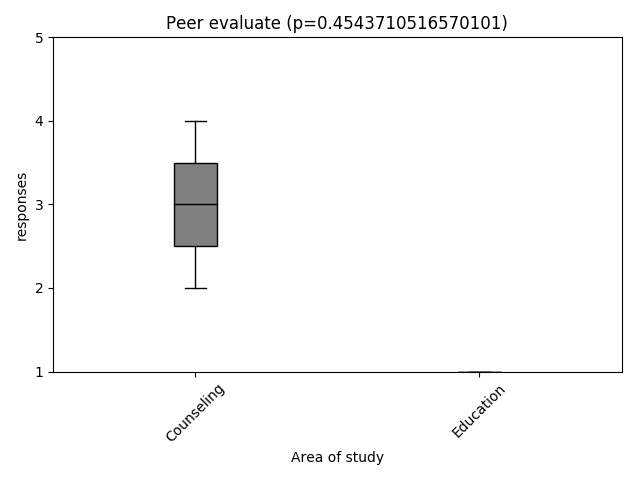 Peer evaluate (p=0.4543710516570101)
5
4
3
2
1
responses
Counseling
Education
Area of study